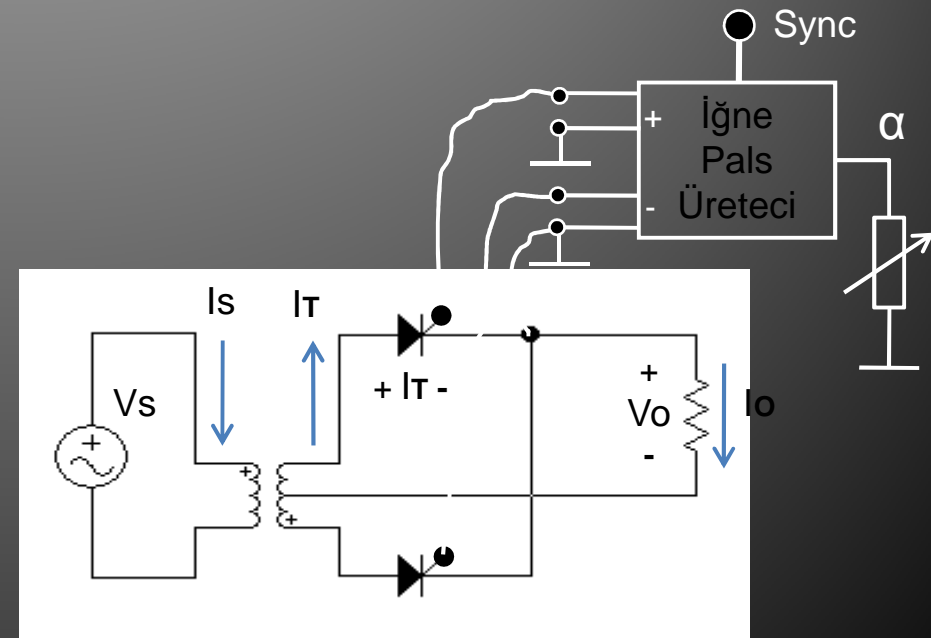 Sync
+
İğne
Pals
- Üreteci
α
Is
IT
+ IT -
Vs
+
+
+
+
Vo
-
Io